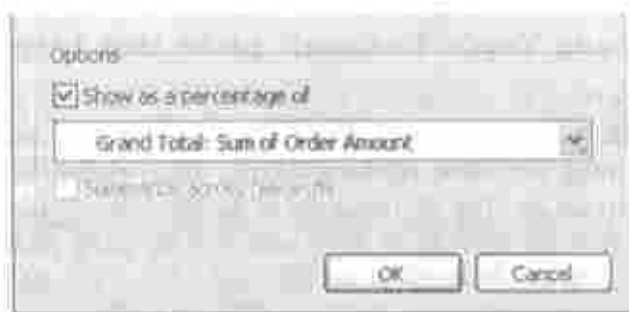 Options
Show as a percentage of
Grand Total: Sum of Order Amount
OK
Cancel